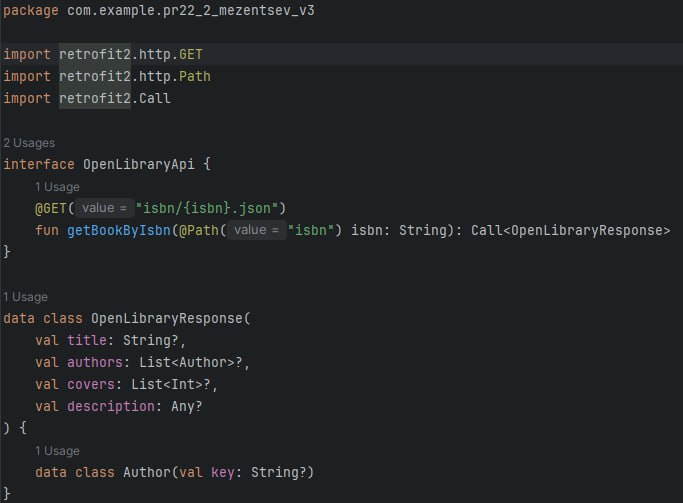 package com.example.pr22_2_mezentsev_v3
import retrofit2.http.GET
import retrofit2.http.Path
import retrofit2.Call
2 Usages
interface OpenLibraryApi {
1 Usage
@GET( value = "isbn/{isbn}.json")
fun getBookByIsbn(@Path( value = "isbn") isbn: String): Call<OpenLibraryResponse>
}
1 Usage
data class OpenLibraryResponse(
val title: String?,
val authors: List<Author>?,
val covers: List<Int>?,
val description: Any?
) {
1 Usage
data class Author(val key: String?)
}